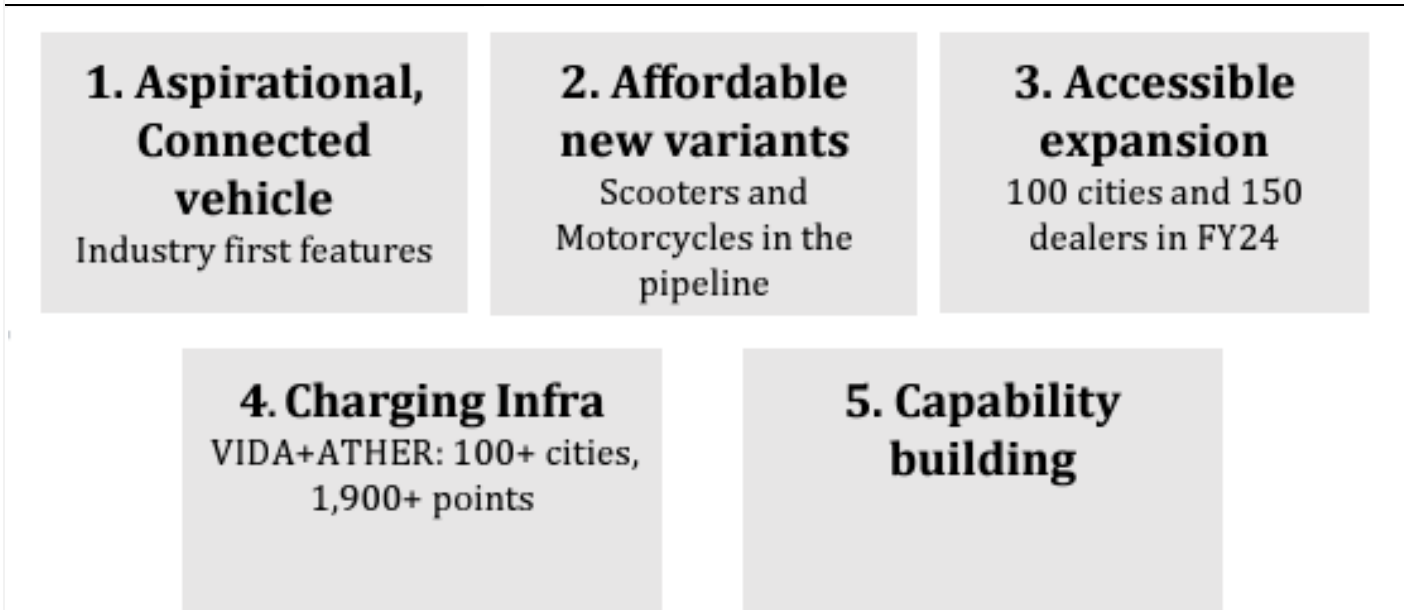 1. Aspirational,
Connected
vehicle
Industry first features
2. Affordable
new variants
Scooters and
Motorcycles in the
pipeline
3. Accessible
expansion
100 cities and 150
dealers in FY24
4. Charging Infra
VIDA+ATHER: 100+ cities,
1,900+ points
5. Capability
building